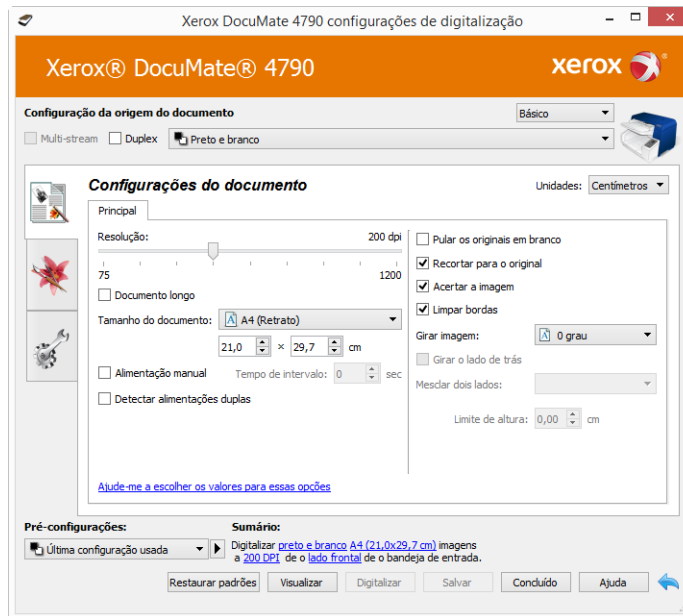 Xerox DocuMate 4790 configurações de digitalização
Xerox® DocuMate® 4790
xerox
Configuração da origem do documento
Básico
Multi-stream
Duplex
Preto e branco
Configurações do documento
Unidades: Centímetros
Principal
Resolução: 200 dpi
75 1200
Documento longo
Tamanho do documento: A4 (Retrato)
21,0 × 29,7 cm
Alimentação manual Tempo de intervalo: 0 sec
Detectar alimentações duplas
Pular os originais em branco
Recortar para o original
Acertar a imagem
Limpar bordas
Girar imagem: 0 grau
Girar o lado de trás
Mesclar dois lados:
Limite de altura: 0,00 cm
Ajude-me a escolher os valores para essas opções
Pré-configurações:
Última configuração usada
Sumário:
Digitalizar preto e branco A4 (21,0x29,7 cm) imagens
a 200 DPI de o lado frontal de o bandeja de entrada.
Restaurar padrões Visualizar Digitalizar Salvar Concluído Ajuda